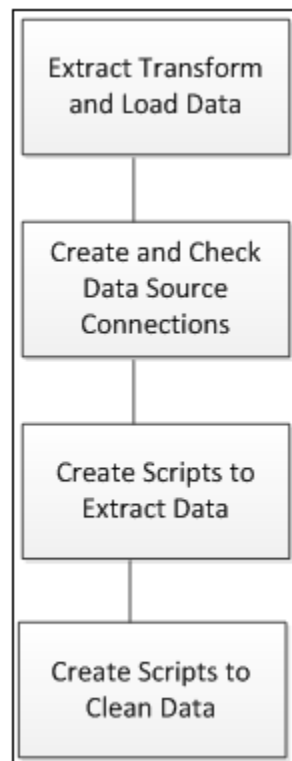 Extract Transform
and Load Data
Create and Check
Data Source
Connections
Create Scripts to
Extract Data
Create Scripts to
Clean Data